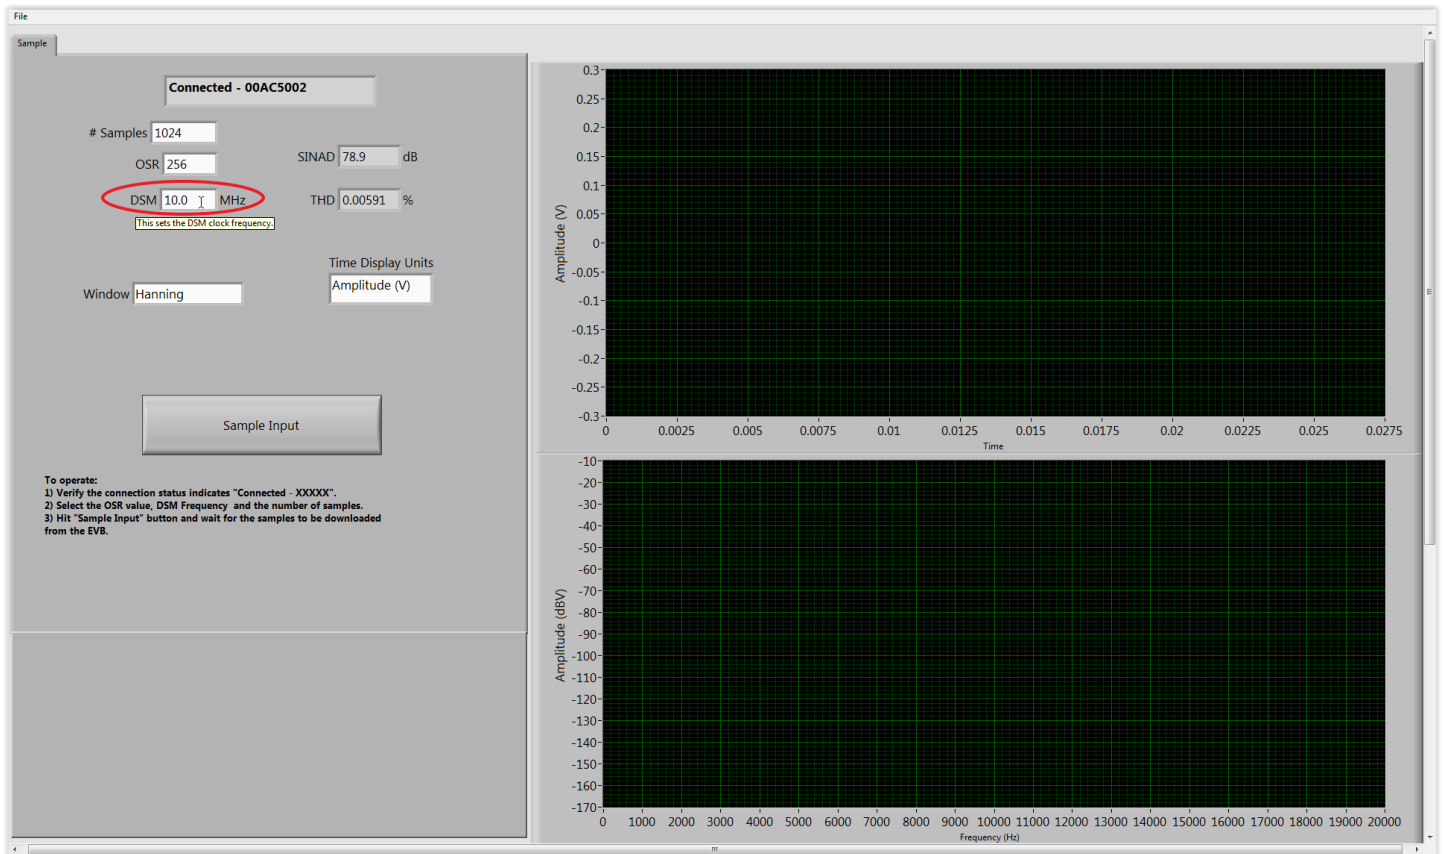 File
Sample
Connected - 00AC5002
# Samples 1024
OSR 256
SINAD 78.9 dB
DSM 10.0 MHz
THD 0.00591 %
This sets the DSM clock frequency.
Time Display Units
Amplitude (V)
Window Hanning
Sample Input
To operate:
1) Verify the connection status indicates "Connected - XXXXX".
2) Select the OSR value, DSM Frequency and the number of samples.
3) Hit "Sample Input" button and wait for the samples to be downloaded
from the EVB.
Amplitude (V)
0.3
0.25
0.2
0.15
0.1
0.05
0
-0.05
-0.1
-0.15
-0.2
-0.25
-0.3
0 0.0025 0.005 0.0075 0.01 0.0125 0.015 0.0175 0.02 0.0225 0.025 0.0275
Time
Amplitude (dBV)
-10
-20
-30
-40
-50
-60
-70
-80
-90
-100
-110
-120
-130
-140
-150
-160
-170
0 1000 2000 3000 4000 5000 6000 7000 8000 9000 10000 11000 12000 13000 14000 15000 16000 17000 18000 19000 20000
Frequency (Hz)